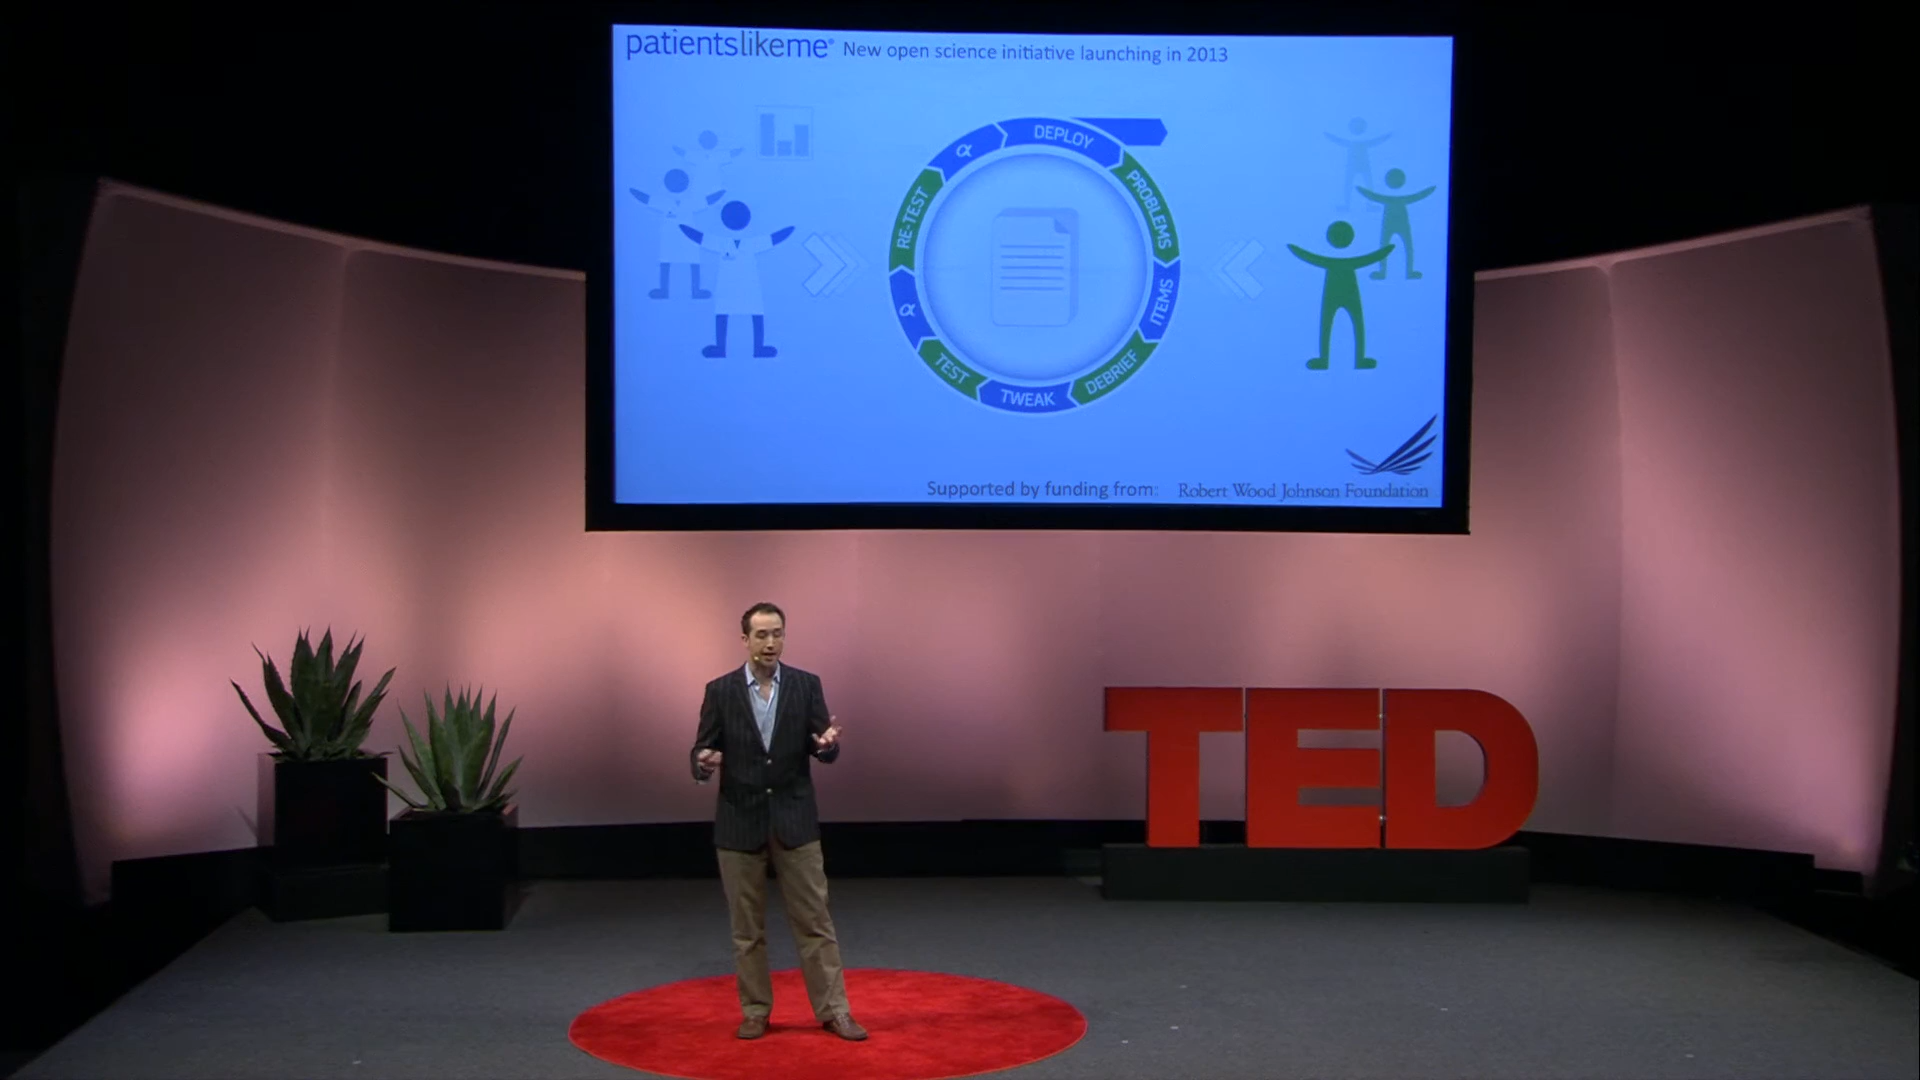 patientslikeme® New open science initiative launching in 2013
DEPLOY
PROBLEMS
ITEMS
DEBRIEF
TWEAK
TEST
α
RE-TEST
α
Supported by funding from: Robert Wood Johnson Foundation
TED